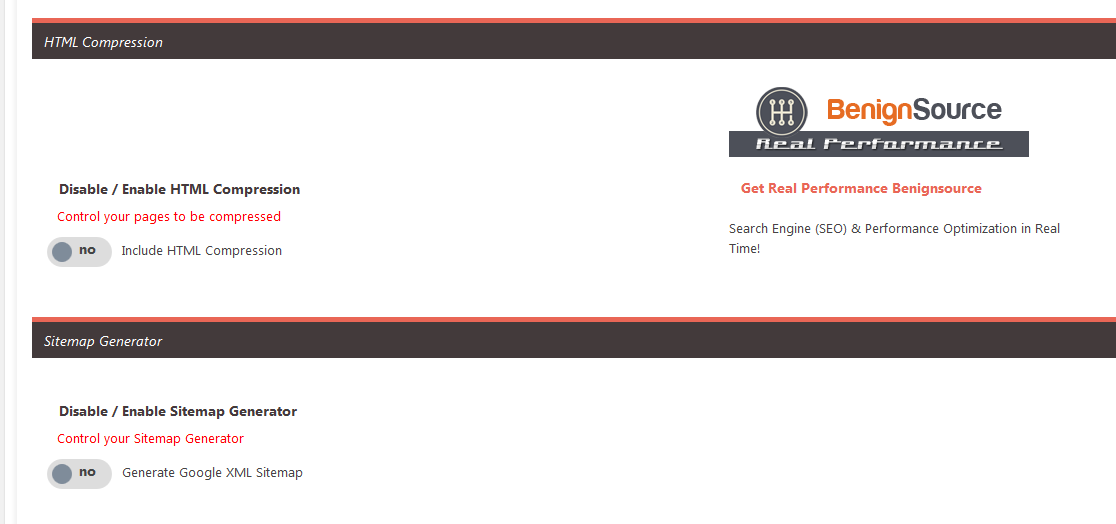 HTML Compression
BenignSource
Real Performance
Disable / Enable HTML Compression
Get Real Performance Benignsource
Control your pages to be compressed
Search Engine (SEO) & Performance Optimization in Real
Time!
no Include HTML Compression
Sitemap Generator
Disable / Enable Sitemap Generator
Control your Sitemap Generator
no Generate Google XML Sitemap